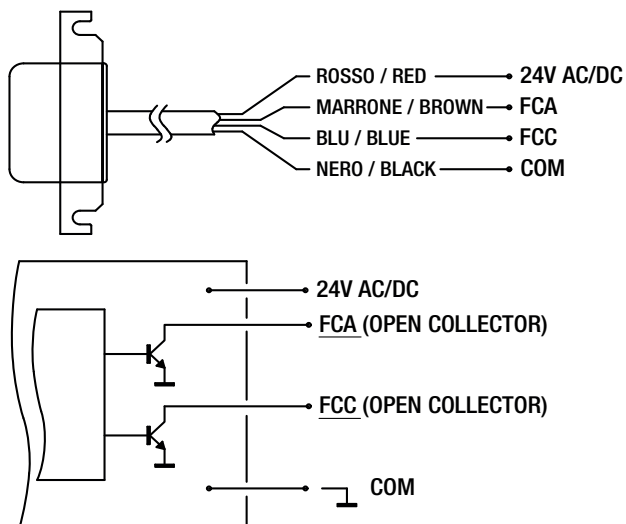 ROSSO / RED 24V AC/DC
MARRONE / BROWN FCA
BLU / BLUE FCC
NERO / BLACK COM
24V AC/DC
FCA (OPEN COLLECTOR)
FCC (OPEN COLLECTOR)
COM